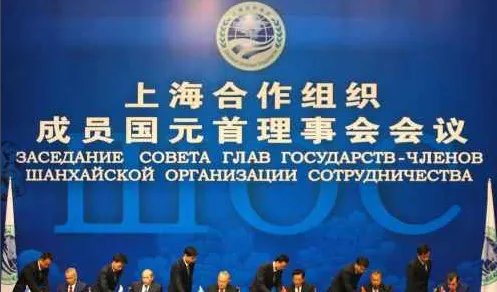 上海合作组织
成员国元首理事会会议
ЗАСЕДАНИЕ СОВЕТА ГЛАВ ГОСУДАРСТВ-ЧЛЕНОВ
ШАНХАЙСКОЙ ОРГАНИЗАЦИИ СОТРУДНИЧЕСТВА
ШОС